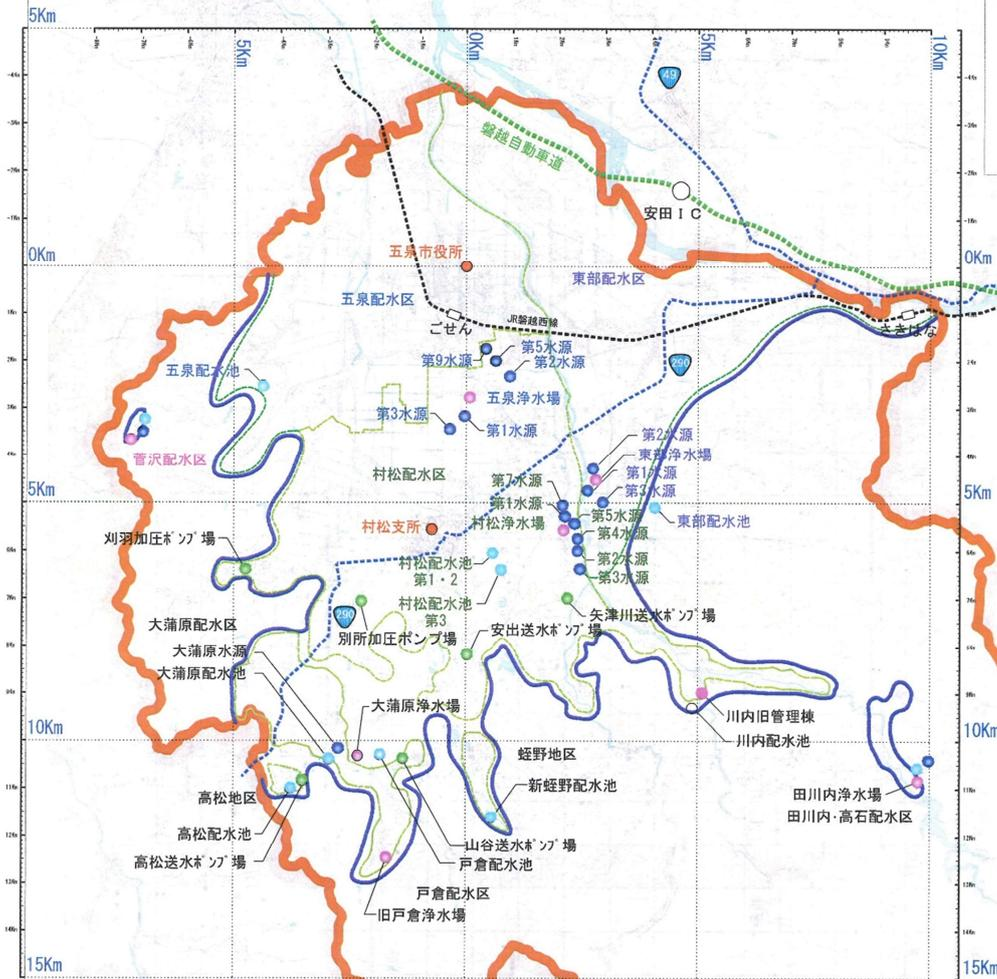 5Km
5Km
0Km
5Km
10Km
49
磐越自動車道
安田ＩＣ
五泉市役所
0Km
0Km
東部配水区
五泉配水区
ごせん
JR磐越西線
さきはな
第5水源
第9水源
第2水源
290
五泉配水池
五泉浄水場
第3水源
第1水源
菅沢配水区
第2水源
東部浄水場
村松配水区
第7水源
第1水源
第3水源
5Km
5Km
第1水源
村松浄水場
第5水源
東部配水池
村松支所
第4水源
刈羽加圧ﾎﾟﾝﾌﾟ場
村松配水池
第1・2
第2水源
第3水源
村松配水池
第3
290
矢津川送水ﾎﾟﾝﾌﾟ場
大蒲原配水区
別所加圧ﾎﾟﾝﾌﾟ場
安出送水ﾎﾟﾝﾌﾟ場
大蒲原水源
大蒲原配水池
大蒲原浄水場
川内旧管理棟
10Km
10Km
川内配水池
蛭野地区
新蛭野配水池
高松地区
田川内浄水場
田川内・高石配水区
高松配水池
山谷送水ﾎﾟﾝﾌﾟ場
高松送水ﾎﾟﾝﾌﾟ場
戸倉配水池
戸倉配水区
旧戸倉浄水場
15Km
15Km